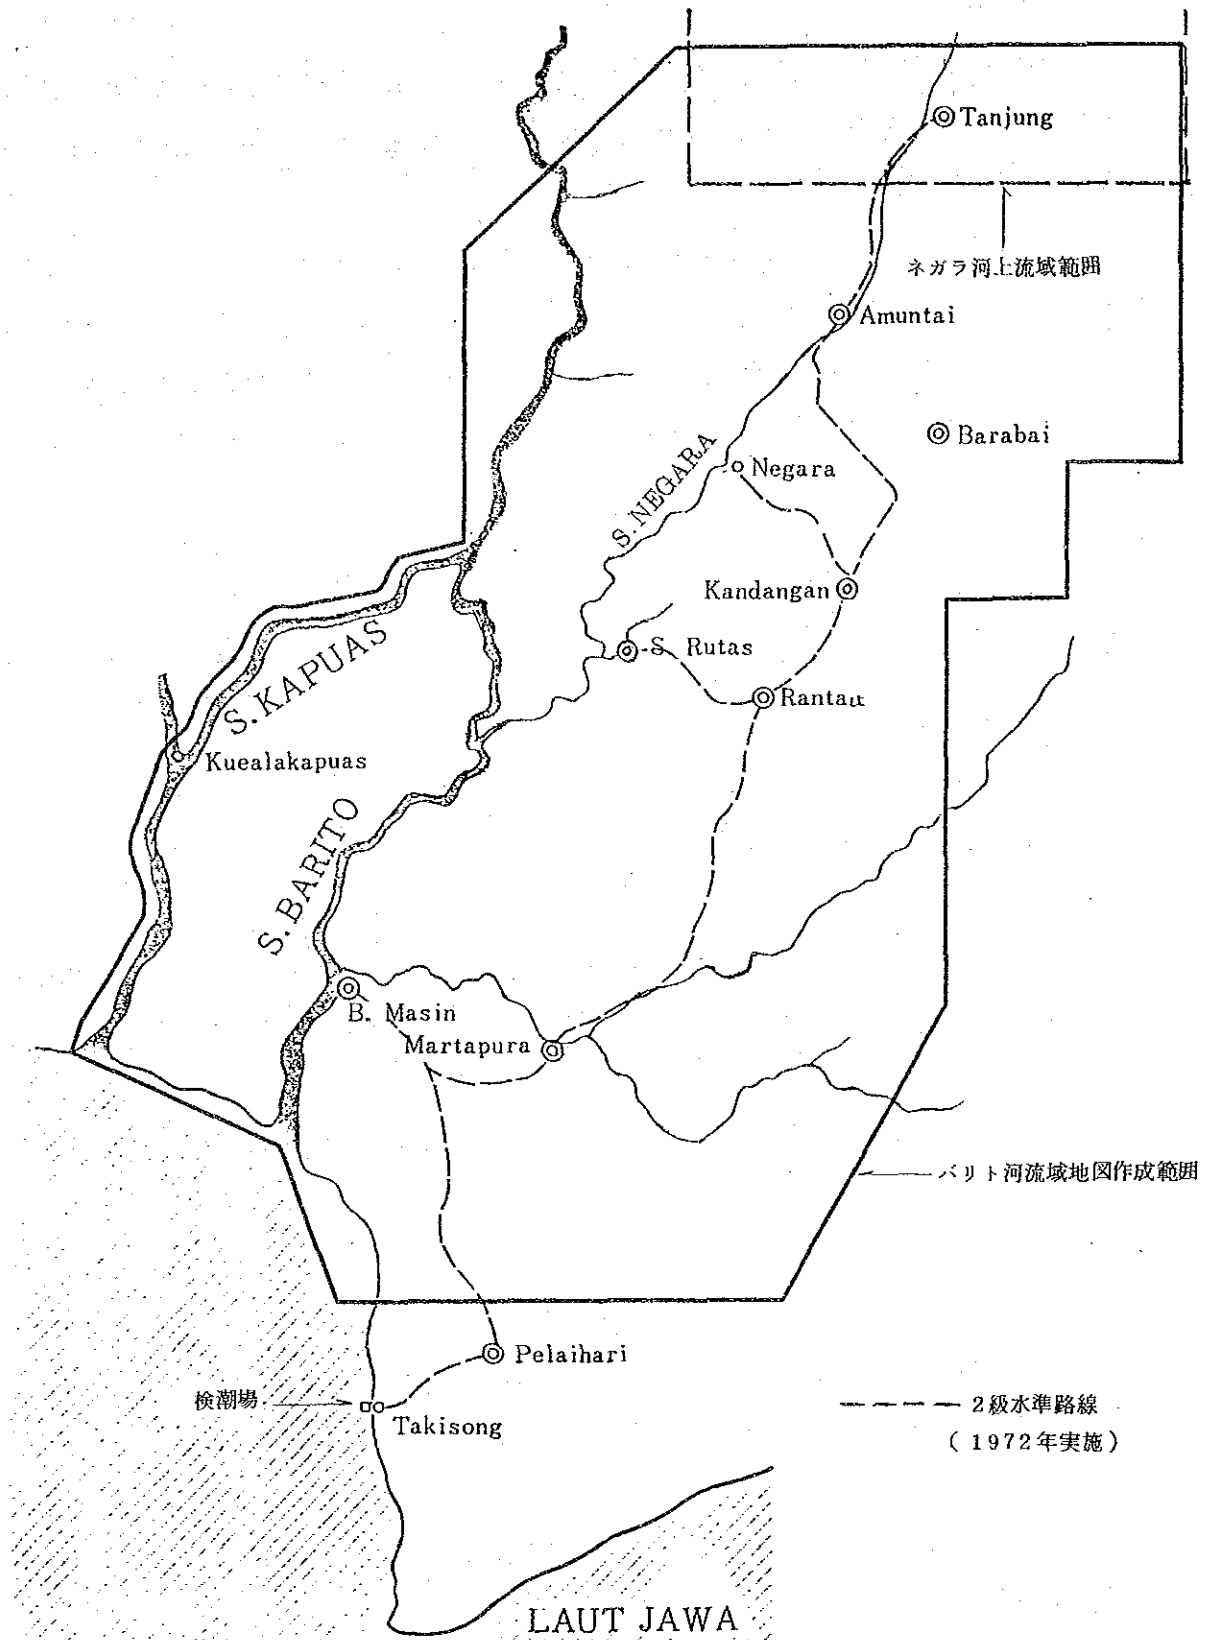 Tanjung
ネガラ河上流域範囲
Amuntai
Barabai
S.NEGARA
Negara
Kandangan
S. Rutas
Rantau
S.KAPUAS
Kuealakapuas
S.BARITO
B. Masin
Martapura
バリト河流域地図作成範囲
Pelaihari
検潮場
Takisong
2級水準路線
( 1972年実施 )
LAUT JAWA